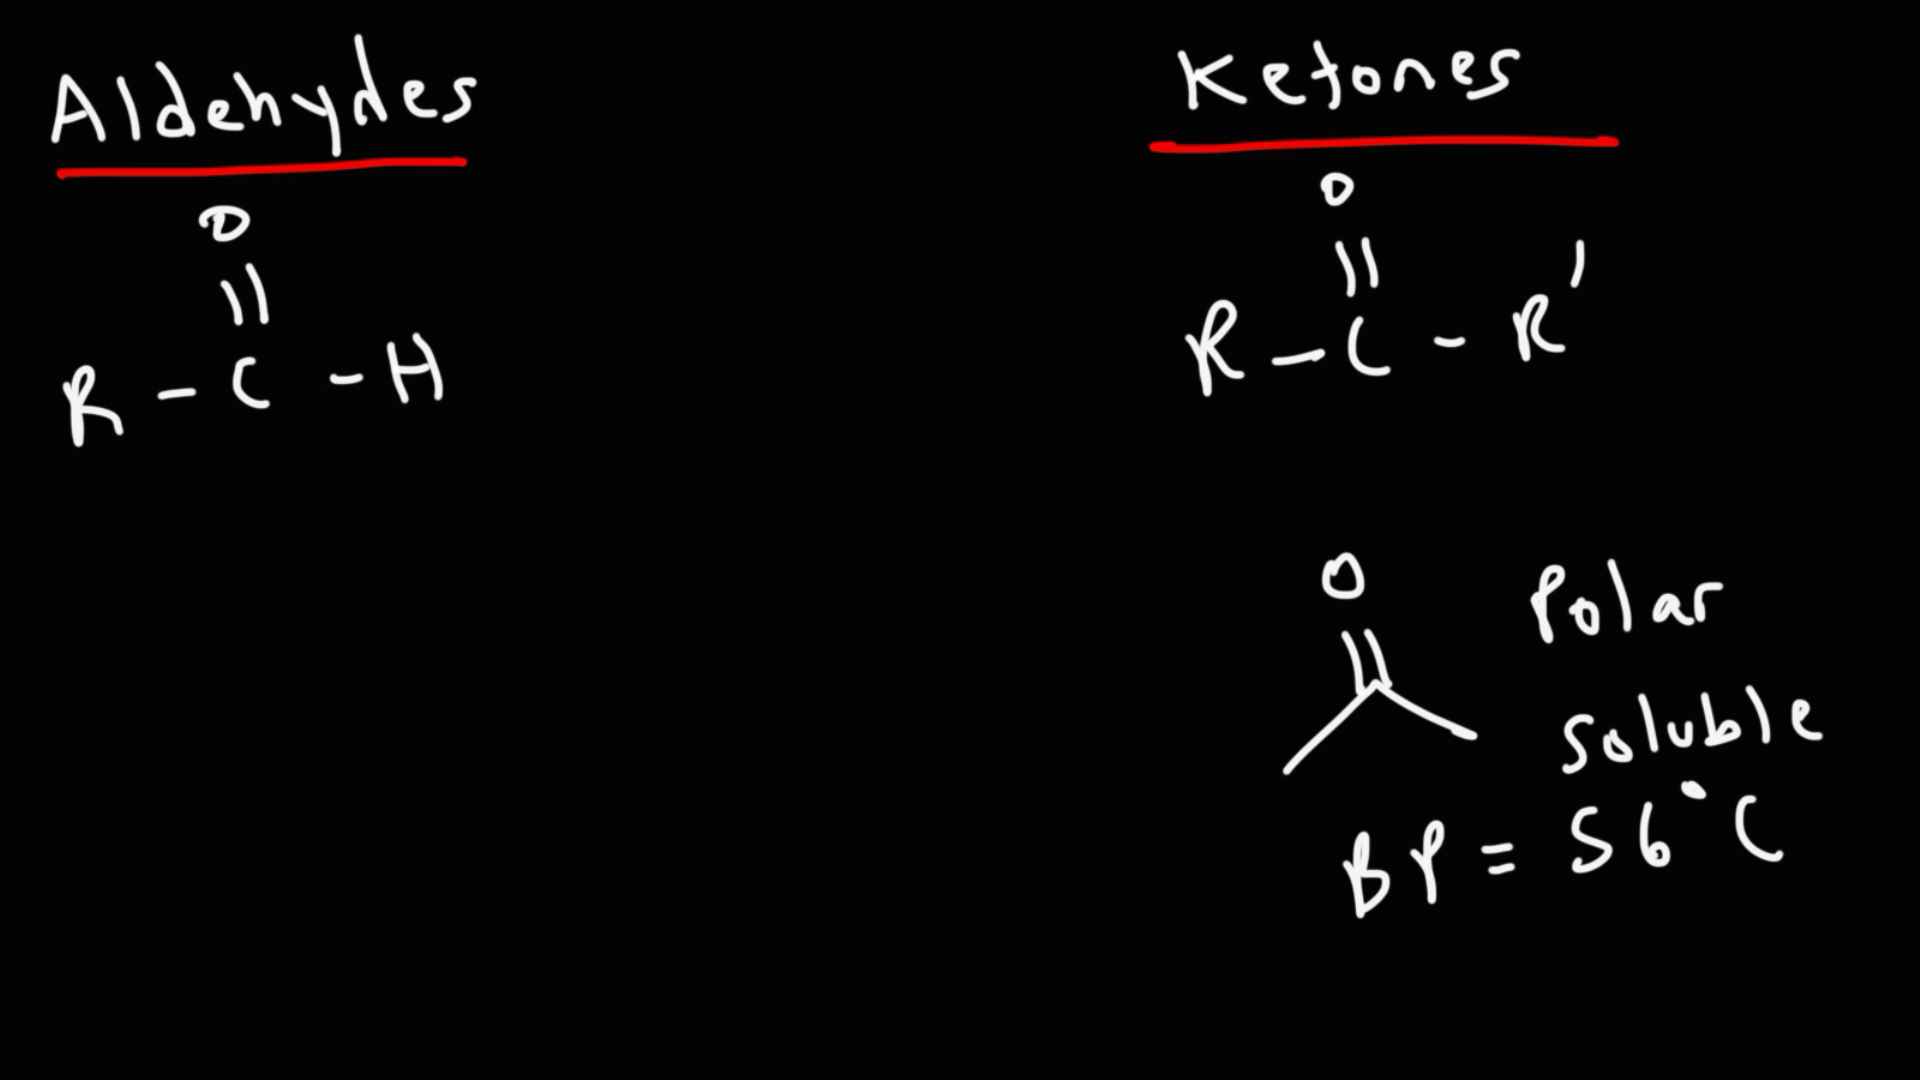 Aldehydes
O
||
R - C - H
Ketones
O
||
R - C - R'
O
Polar
Soluble
BP = 56°C